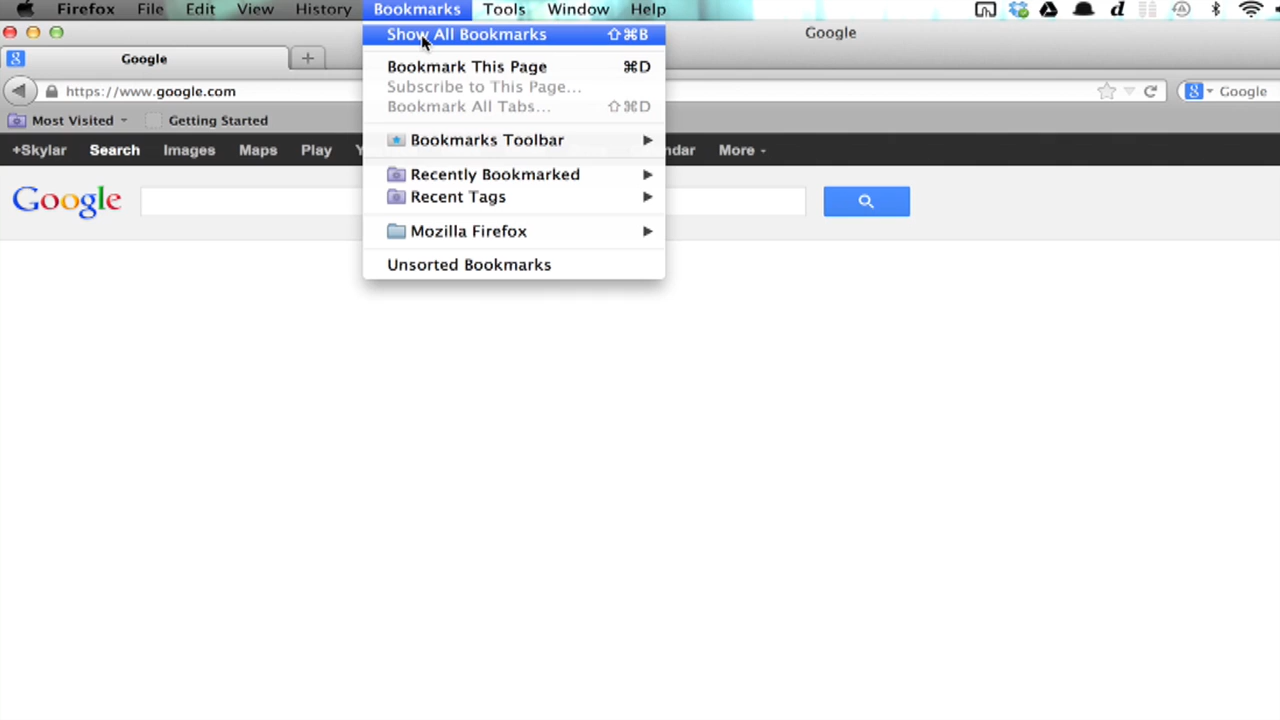 Firefox File Edit View History Bookmarks Tools Window Help
Show All Bookmarks ⇧⌘B
Google
Google +
Bookmark This Page ⌘D
Subscribe to This Page...
https://www.google.com
Google
Bookmark All Tabs... ⇧⌘D
Most Visited
Getting Started
Bookmarks Toolbar
+Skylar Search Images Maps Play
More
Recently Bookmarked
Recent Tags
Google
Mozilla Firefox
Unsorted Bookmarks